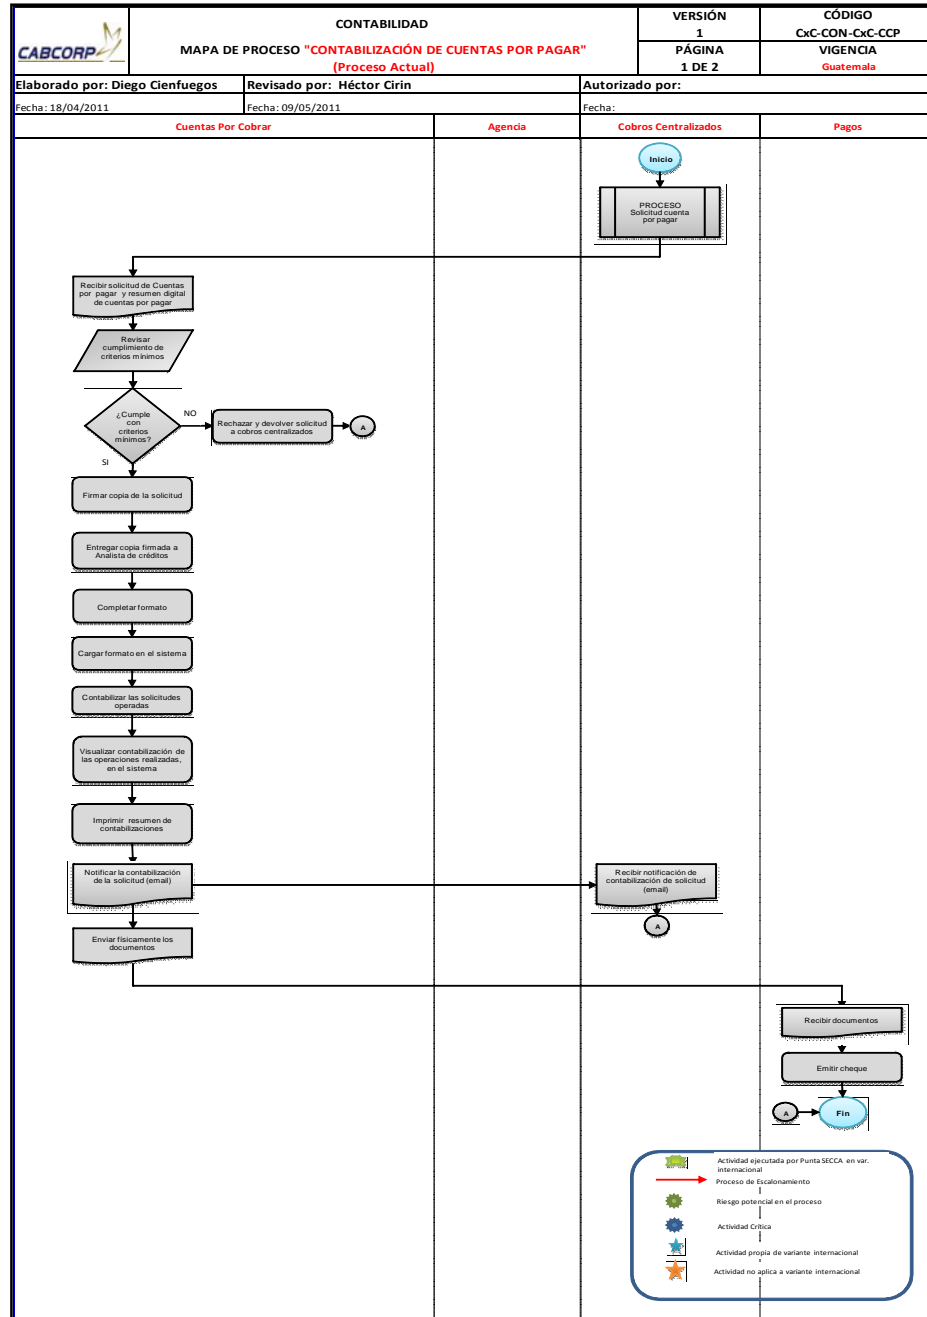 CABCORP
CONTABILIDAD
MAPA DE PROCESO "CONTABILIZACIÓN DE CUENTAS POR PAGAR"
(Proceso Actual)
VERSIÓN
1
CÓDIGO
CxC-CON-CxC-CCP
PÁGINA
1 DE 2
VIGENCIA
Guatemala
Elaborado por: Diego Cienfuegos
Revisado por: Héctor Cirin
Autorizado por:
Fecha: 18/04/2011
Fecha: 09/05/2011
Fecha:
Cuentas Por Cobrar
Agencia
Cobros Centralizados
Pagos
Inicio
PROCESO
Solicitud cuenta
por pagar
Recibir solicitud de Cuentas
por pagar y resumen digital
de cuentas por pagar
Revisar
cumplimiento de
criterios mínimos
¿Cumple
con
criterios
mínimos?
NO
Rechazar y devolver solicitud
a cobros centralizados
A
SI
Firmar copia de la solicitud
Entregar copia firmada a
Analista de créditos
Completar formato
Cargar formato en el sistema
Contabilizar las solicitudes
operadas
Visualizar contabilización de
las operaciones realizadas,
en el sistema
Imprimir resumen de
contabilizaciones
Notificar la contabilización
de la solicitud (email)
Recibir notificación de
contabilización de solicitud
(email)
A
Enviar físicamente los
documentos
Recibir documentos
Emitir cheque
A
Fin
Actividad ejecutada por Punta SECCA en var.
internacional
Proceso de Escalonamiento
Riesgo potencial en el proceso
Actividad Crítica
Actividad propia de variante internacional
Actividad no aplica a variante internacional